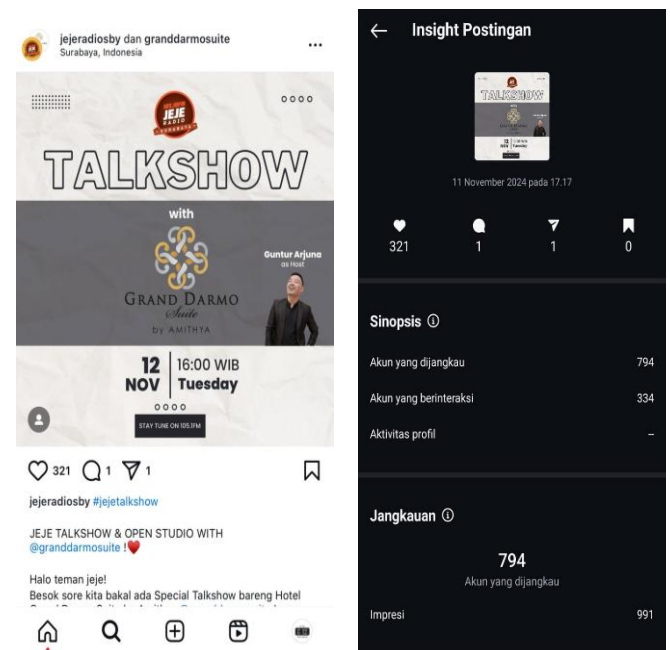 jejeradiosby dan granddarmosuite
Surabaya, Indonesia
JEJE
RADIO
SURABAYA
TALKSHOW
with
GRAND DARMO
Suite
by AMITHYA
Guntur Arjuna
as Host
12
NOV
16:00 WIB
Tuesday
STAY TUNE ON 105.1FM
321 1 1
jejeradiosby #jejetalkshow
JEJE TALKSHOW & OPEN STUDIO WITH
@granddarmosuite !
Halo teman jeje!
Besok sore kita bakal ada Special Talkshow bareng Hotel
Insight Postingan
TALKSHOW
11 November 2024 pada 17.17
321 1 1 0
Sinopsis
Akun yang dijangkau 794
Akun yang berinteraksi 334
Aktivitas profil --
Jangkauan
794
Akun yang dijangkau
Impresi 991